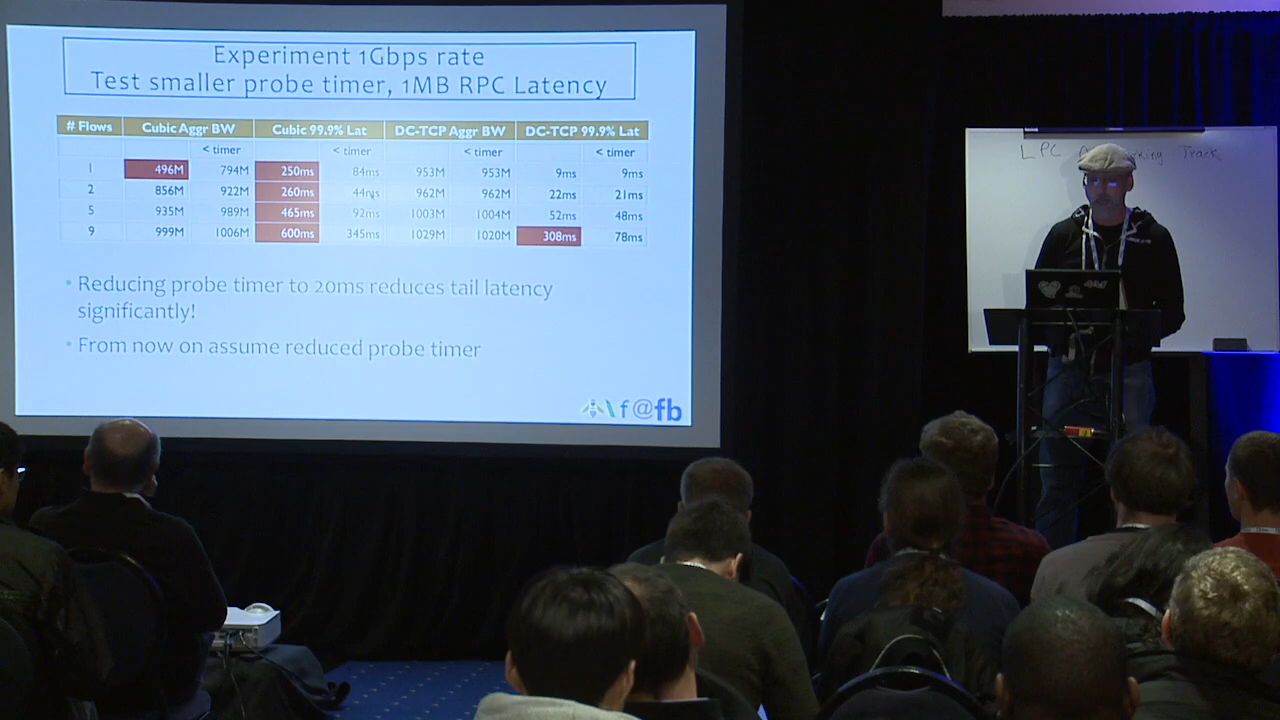 Experiment 1Gbps rate
Test smaller probe timer, 1MB RPC Latency
# Flows Cubic Aggr BW Cubic 99.9% Lat DC-TCP Aggr BW DC-TCP 99.9% Lat
< timer < timer < timer < timer
1 496M 794M 250ms 84ms 953M 953M 9ms 9ms
2 856M 922M 260ms 44ms 962M 962M 22ms 21ms
5 935M 989M 465ms 92ms 1003M 1004M 52ms 48ms
9 999M 1006M 600ms 345ms 1029M 1020M 308ms 78ms
• Reducing probe timer to 20ms reduces tail latency
significantly!
• From now on assume reduced probe timer
f@fb
LPC Track